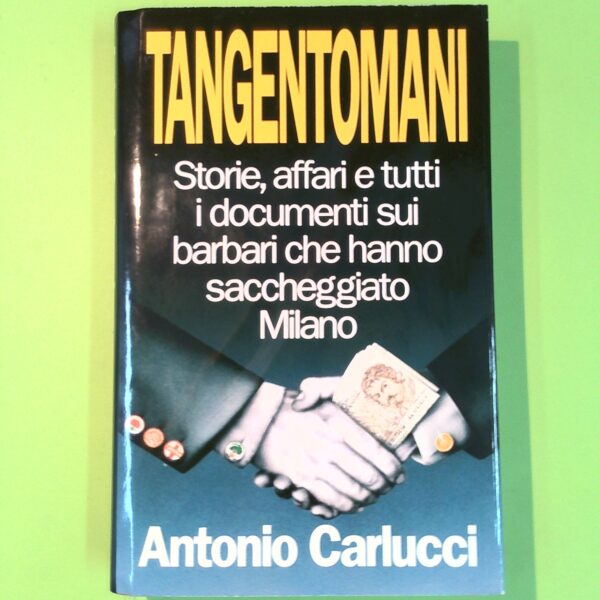 TANGENTOMANI
Storie, affari e tutti
i documenti sui
barbari che hanno
saccheggiato
Milano
Antonio Carlucci